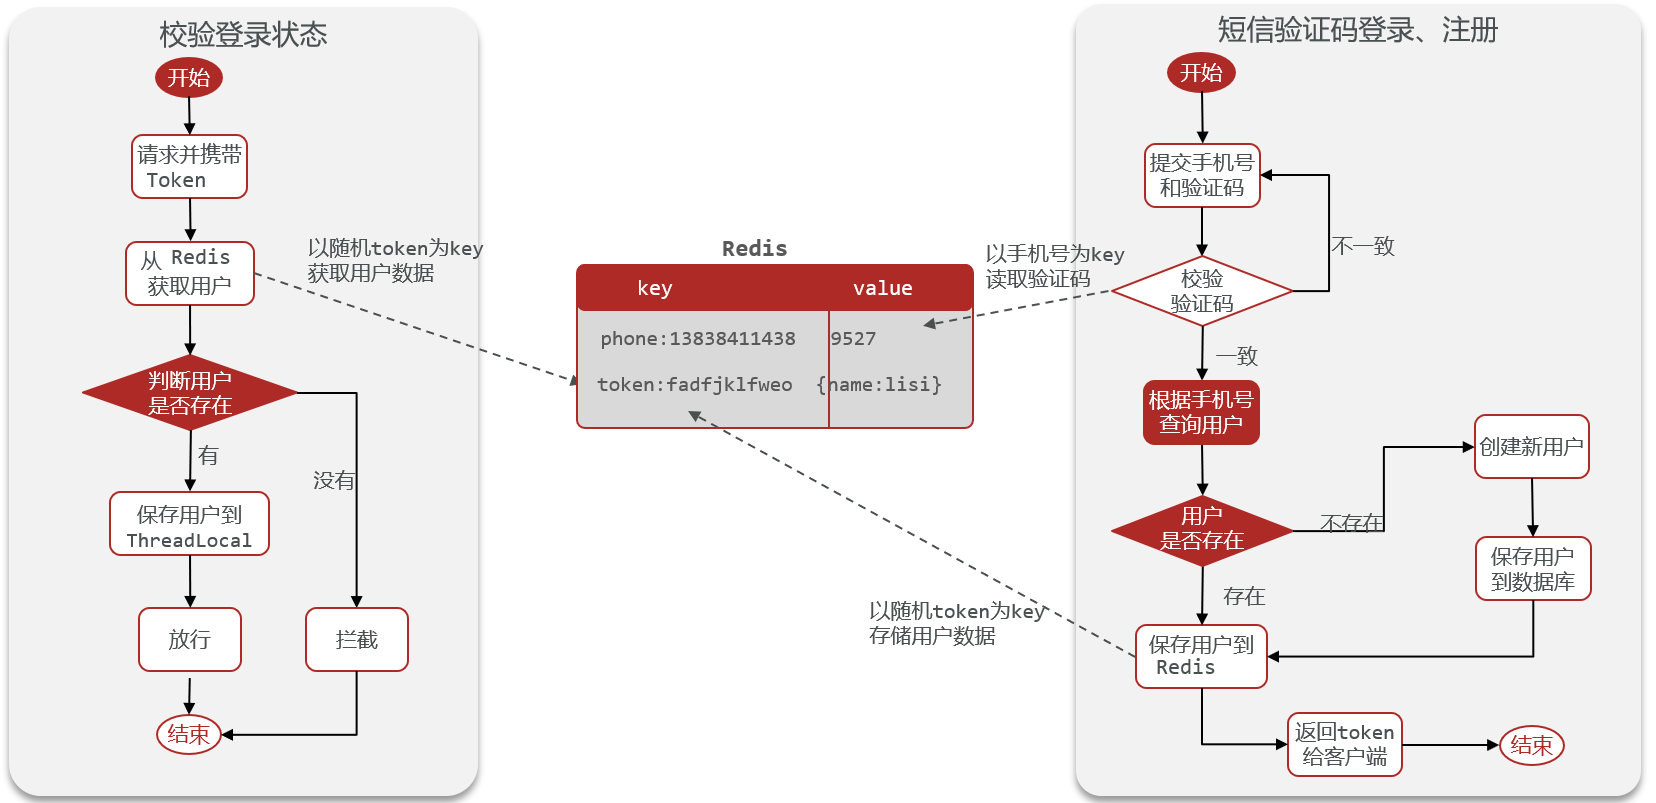 校验登录状态
开始
请求并携带
Token
从 Redis
获取用户
判断用户
是否存在
有
没有
保存用户到
ThreadLocal
放行
拦截
结束
以随机token为key
获取用户数据
Redis
key value
phone:13838411438 9527
token:fadfjklfweo {name:lisi}
以手机号为key
读取验证码
以随机token为key
存储用户数据
短信验证码登录、注册
开始
提交手机号
和验证码
不一致
校验
验证码
一致
根据手机号
查询用户
创建新用户
用户
是否存在
不存在
保存用户
到数据库
存在
保存用户到
Redis
返回token
给客户端
结束